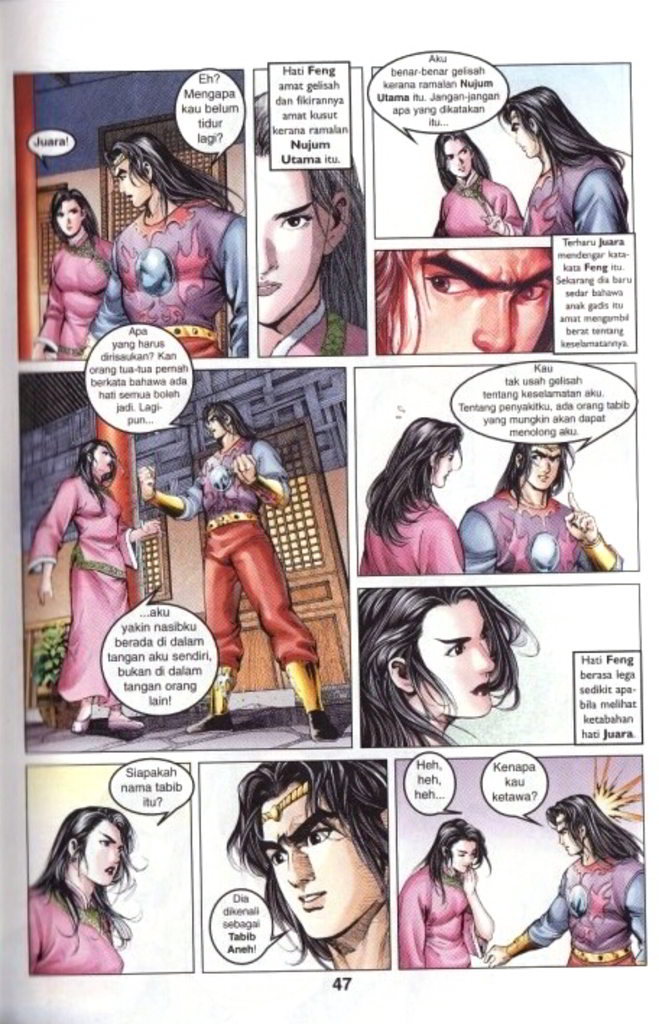 Juara!
Eh?
Mengapa
kau belum
tidur
lagi?
Hati Feng
amat gelisah
dan fikirannya
amat kusut
kerana ramalan
Nujum
Utama itu.
Aku
benar-benar gelisah
kerana ramalan Nujum
Utama itu. Jangan-jangan
apa yang dikatakan
itu...
Terharu Juara
mendengar kata-
kata Feng itu.
Sekarang dia baru
sedar bahawa
anak gadis itu
amat mengambil
berat tentang
keselamatannya.
Apa
yang harus
dirisaukan? Kan
orang tua-tua pernah
berkata bahawa ada
hati semua boleh
jadi. Lagi-
pun...
...aku
yakin nasibku
berada di dalam
tangan aku sendiri,
bukan di dalam
tangan orang
lain!
Kau
tak usah gelisah
tentang keselamatan aku.
Tentang penyakitku, ada orang tabib
yang mungkin akan dapat
menolong aku.
Hati Feng
berasa lega
sedikit apa-
bila melihat
ketabahan
hati Juara.
Siapakah
nama tabib
itu?
Dia
dikenali
sebagai
Tabib
Aneh!
Heh,
heh,
heh...
Kenapa
kau
ketawa?
47